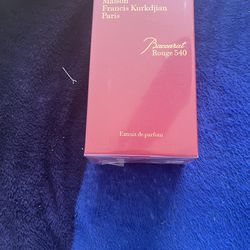 Maison
Francis Kurkdjian
Paris
Baccarat
Rouge 540
Extrait de parfum